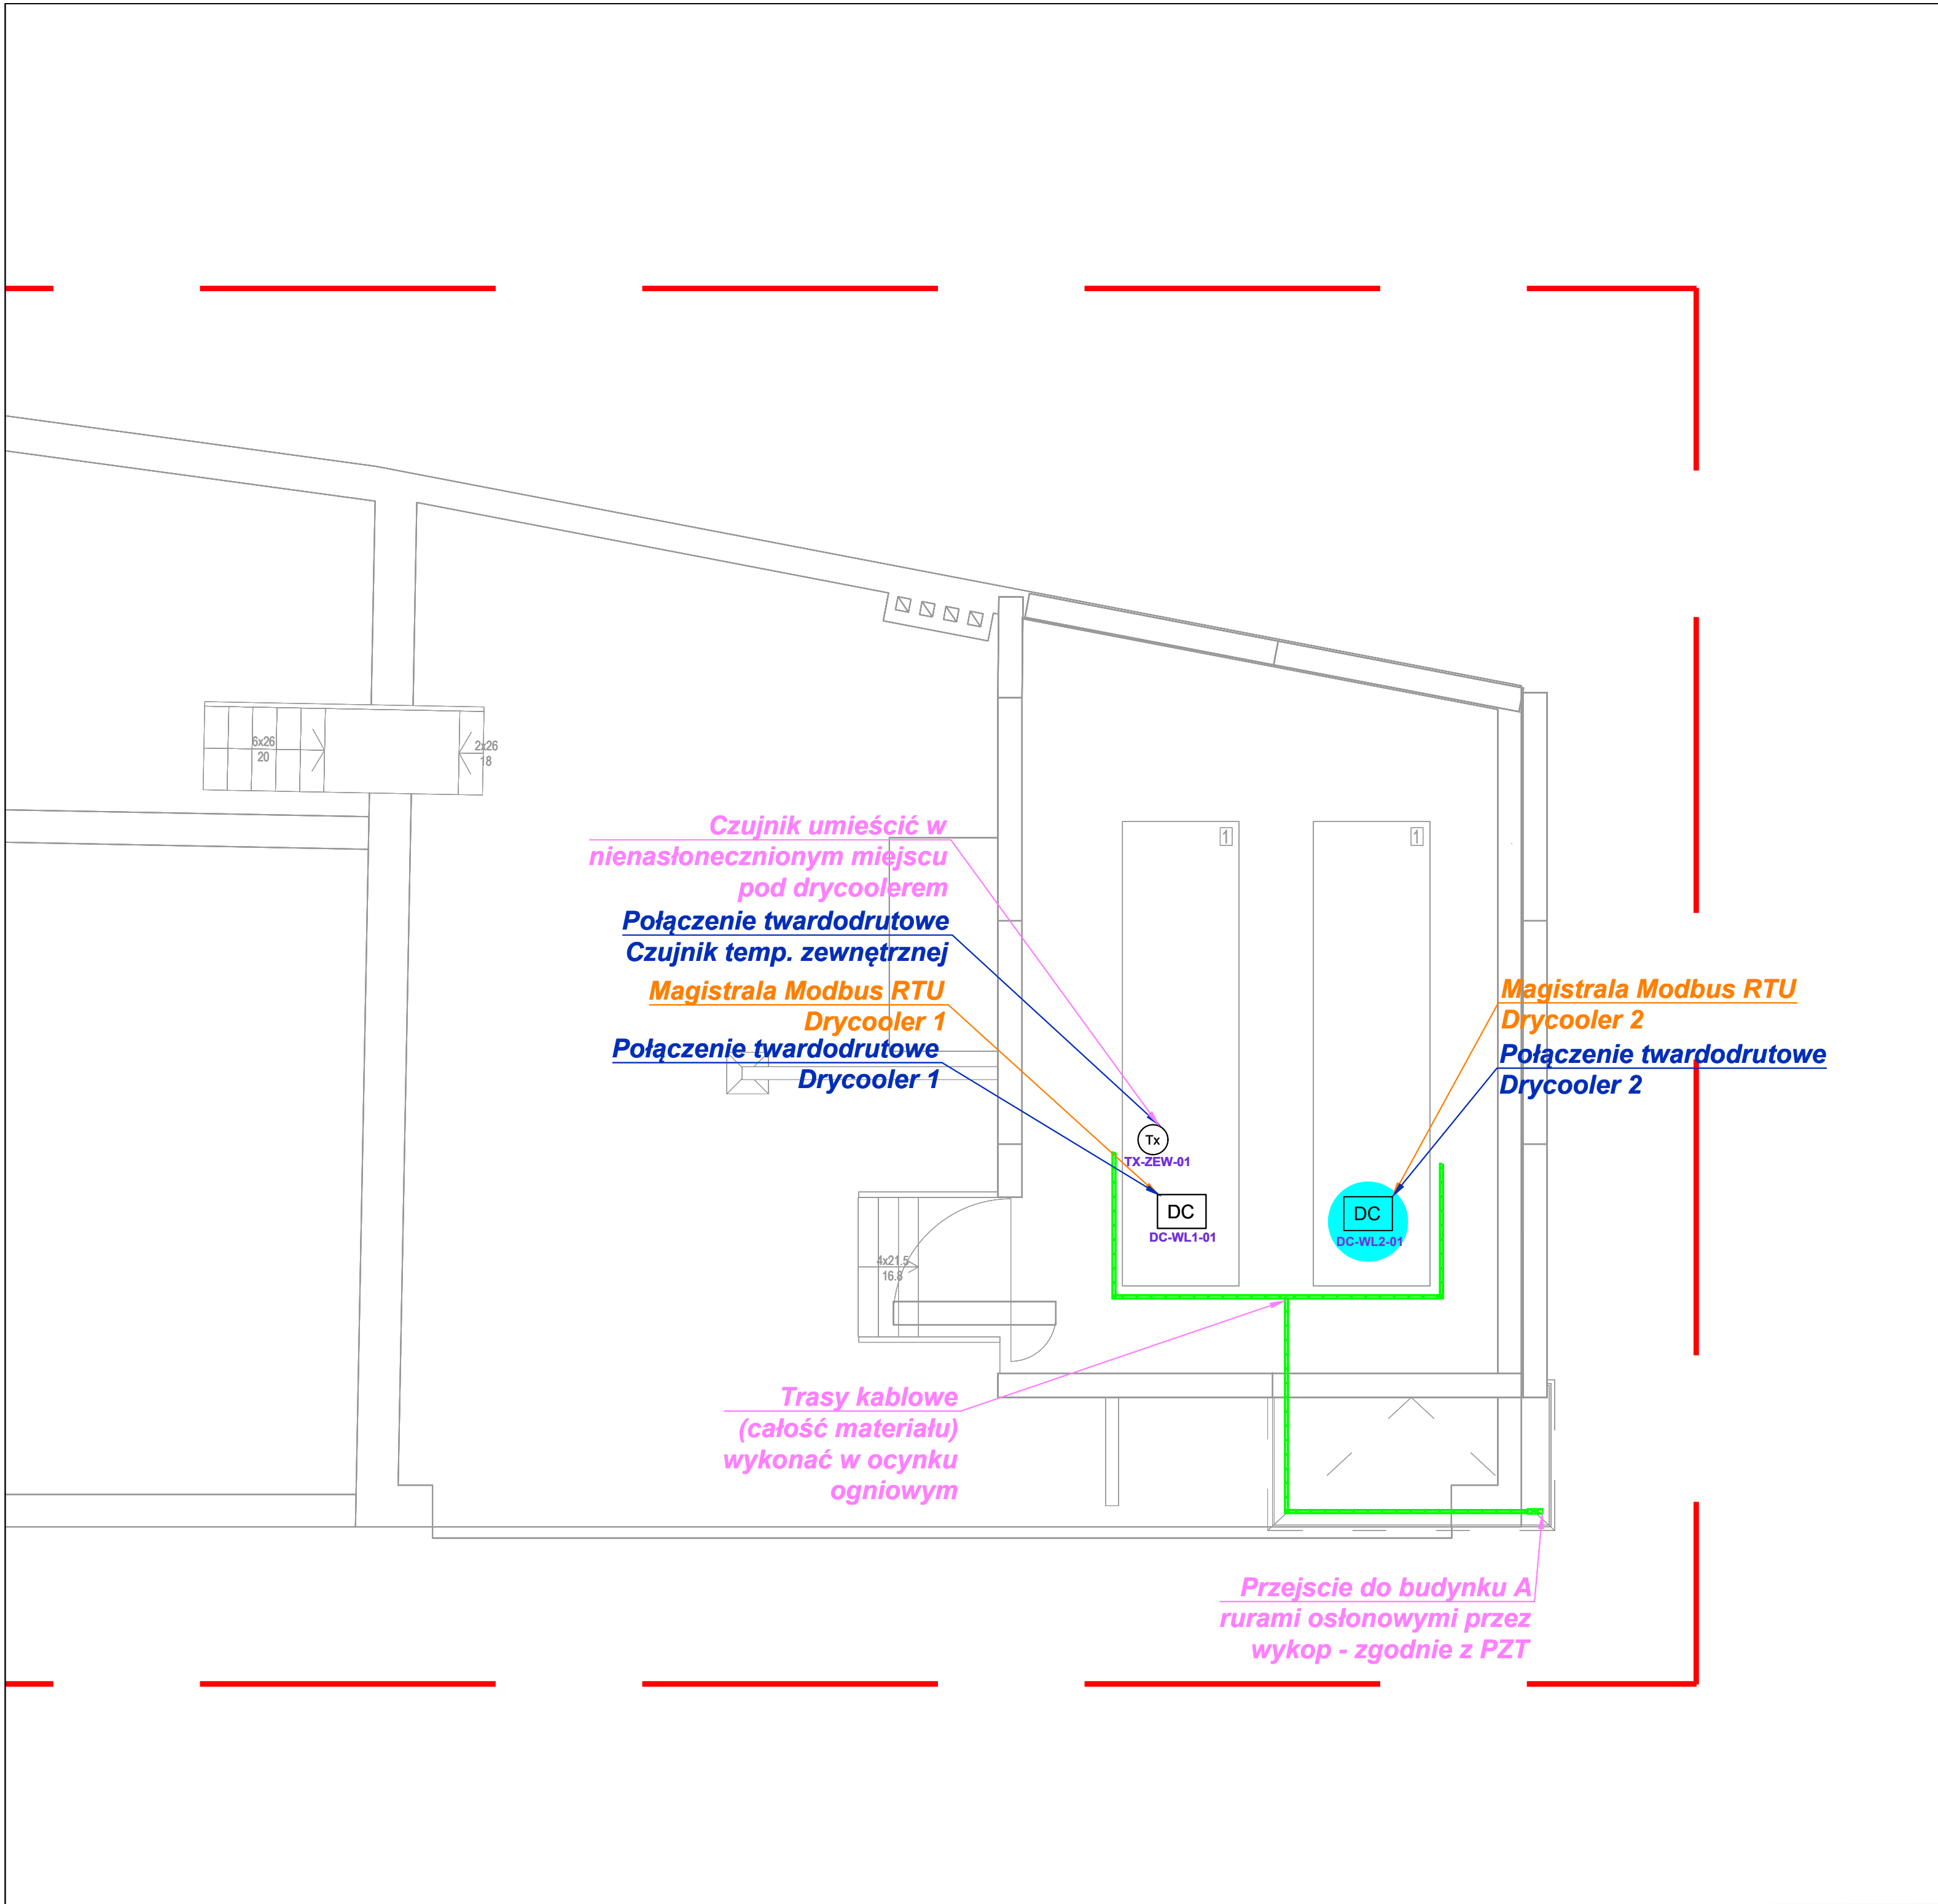 6x26
20
2x26
18
Czujnik umieścić w
nienasłonecznionym miejscu
pod drycoolerem
1
1
Połączenie twardodrutowe
Czujnik temp. zewnętrznej
Magistrala Modbus RTU
Drycooler 1
Połączenie twardodrutowe
Drycooler 1
Magistrala Modbus RTU
Drycooler 2
Połączenie twardodrutowe
Drycooler 2
Tx
TX-ZEW-01
DC
DC-WL1-01
DC
DC-WL2-01
4x21.5
16.8
Trasy kablowe
(całość materiału)
wykonać w ocynku
ogniowym
Przejscie do budynku A
rurami osłonowymi przez
wykop - zgodnie z PZT